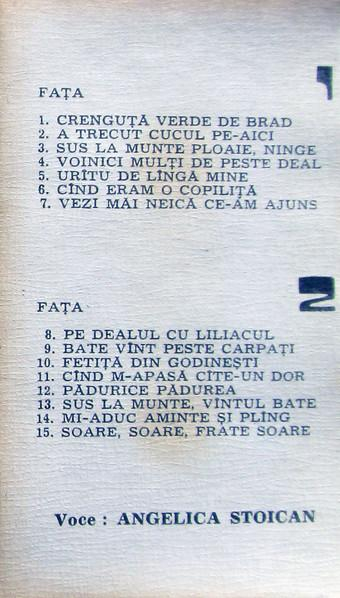 FAȚA 1
1. CRENGUȚĂ VERDE DE BRAD
2. A TRECUT CUCUL PE-AICI
3. SUS LA MUNTE PLOAIE, NINGE
4. VOINICI MULȚI DE PESTE DEAL
5. URÎTU DE LÎNGĂ MINE
6. CÎND ERAM O COPILIȚĂ
7. VEZI MĂI NEICĂ CE-AM AJUNS
FAȚA 2
8. PE DEALUL CU LILIACUL
9. BATE VÎNT PESTE CARPAȚI
10. FETIȚĂ DIN GODINEȘTI
11. CÎND M-APASĂ CÎTE-UN DOR
12. PĂDURICE PĂDUREA
13. SUS LA MUNTE, VÎNTUL BATE
14. MI-ADUC AMINTE ȘI PLÎNG
15. SOARE, SOARE, FRATE SOARE
Voce : ANGELICA STOICAN